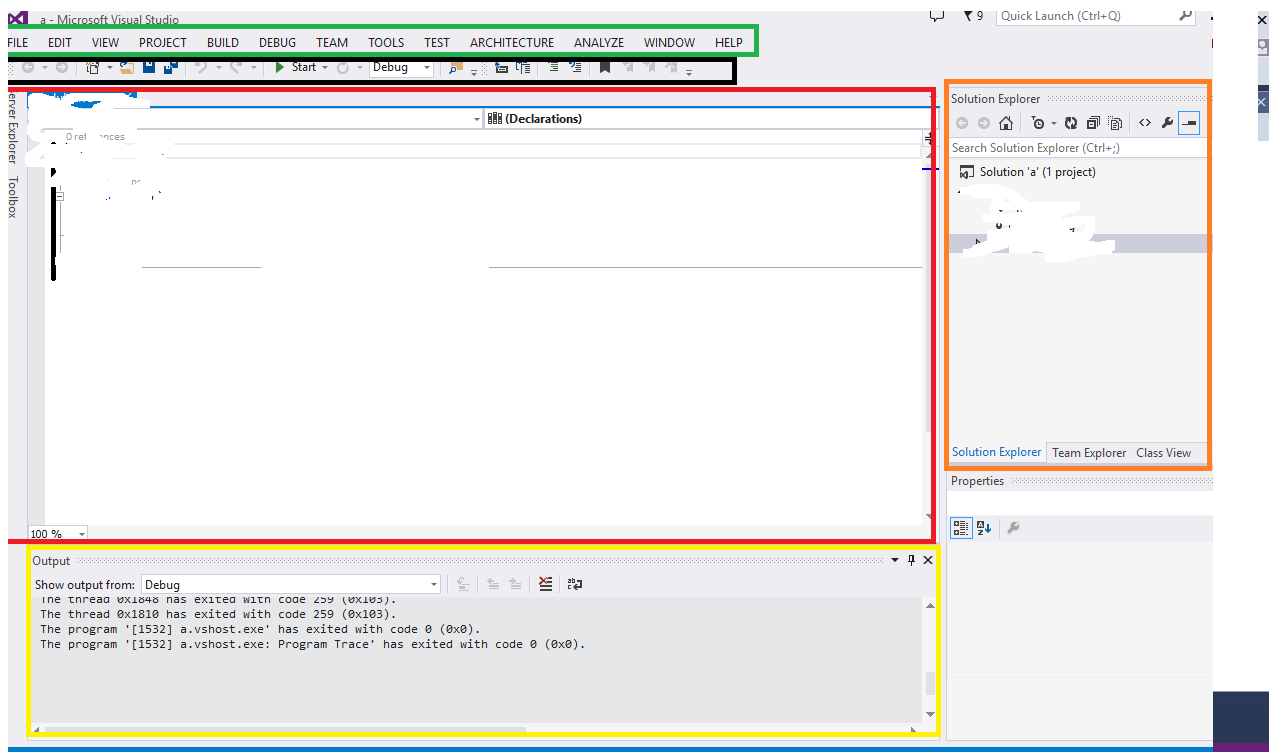 a - Microsoft Visual Studio
9
Quick Launch (Ctrl+Q)
FILE EDIT VIEW PROJECT BUILD DEBUG TEAM TOOLS TEST ARCHITECTURE ANALYZE WINDOW HELP
Start Debug
erver Explorer
Toolbox
(Declarations)
0 ref nces
100 %
Solution Explorer
Search Solution Explorer (Ctrl+;)
Solution 'a' (1 project)
Solution Explorer Team Explorer Class View
Properties
Output
Show output from: Debug
The thread 0x1848 has exited with code 259 (0x103).
The thread 0x1810 has exited with code 259 (0x103).
The program '[1532] a.vshost.exe' has exited with code 0 (0x0).
The program '[1532] a.vshost.exe: Program Trace' has exited with code 0 (0x0).